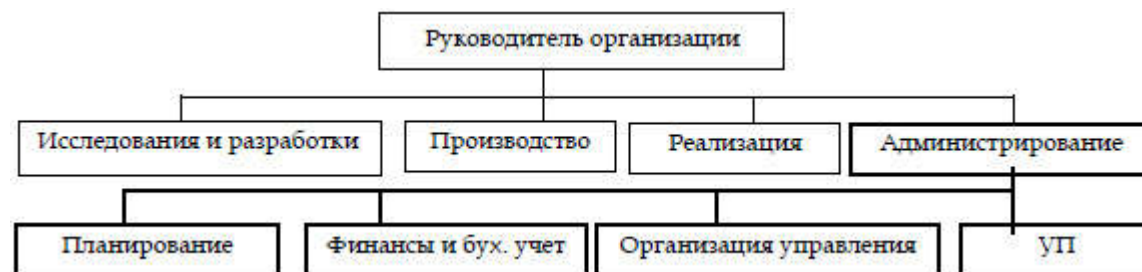 Руководитель организации
Исследования и разработки
Производство
Реализация
Администрирование
Планирование
Финансы и бух. учет
Организация управления
УП